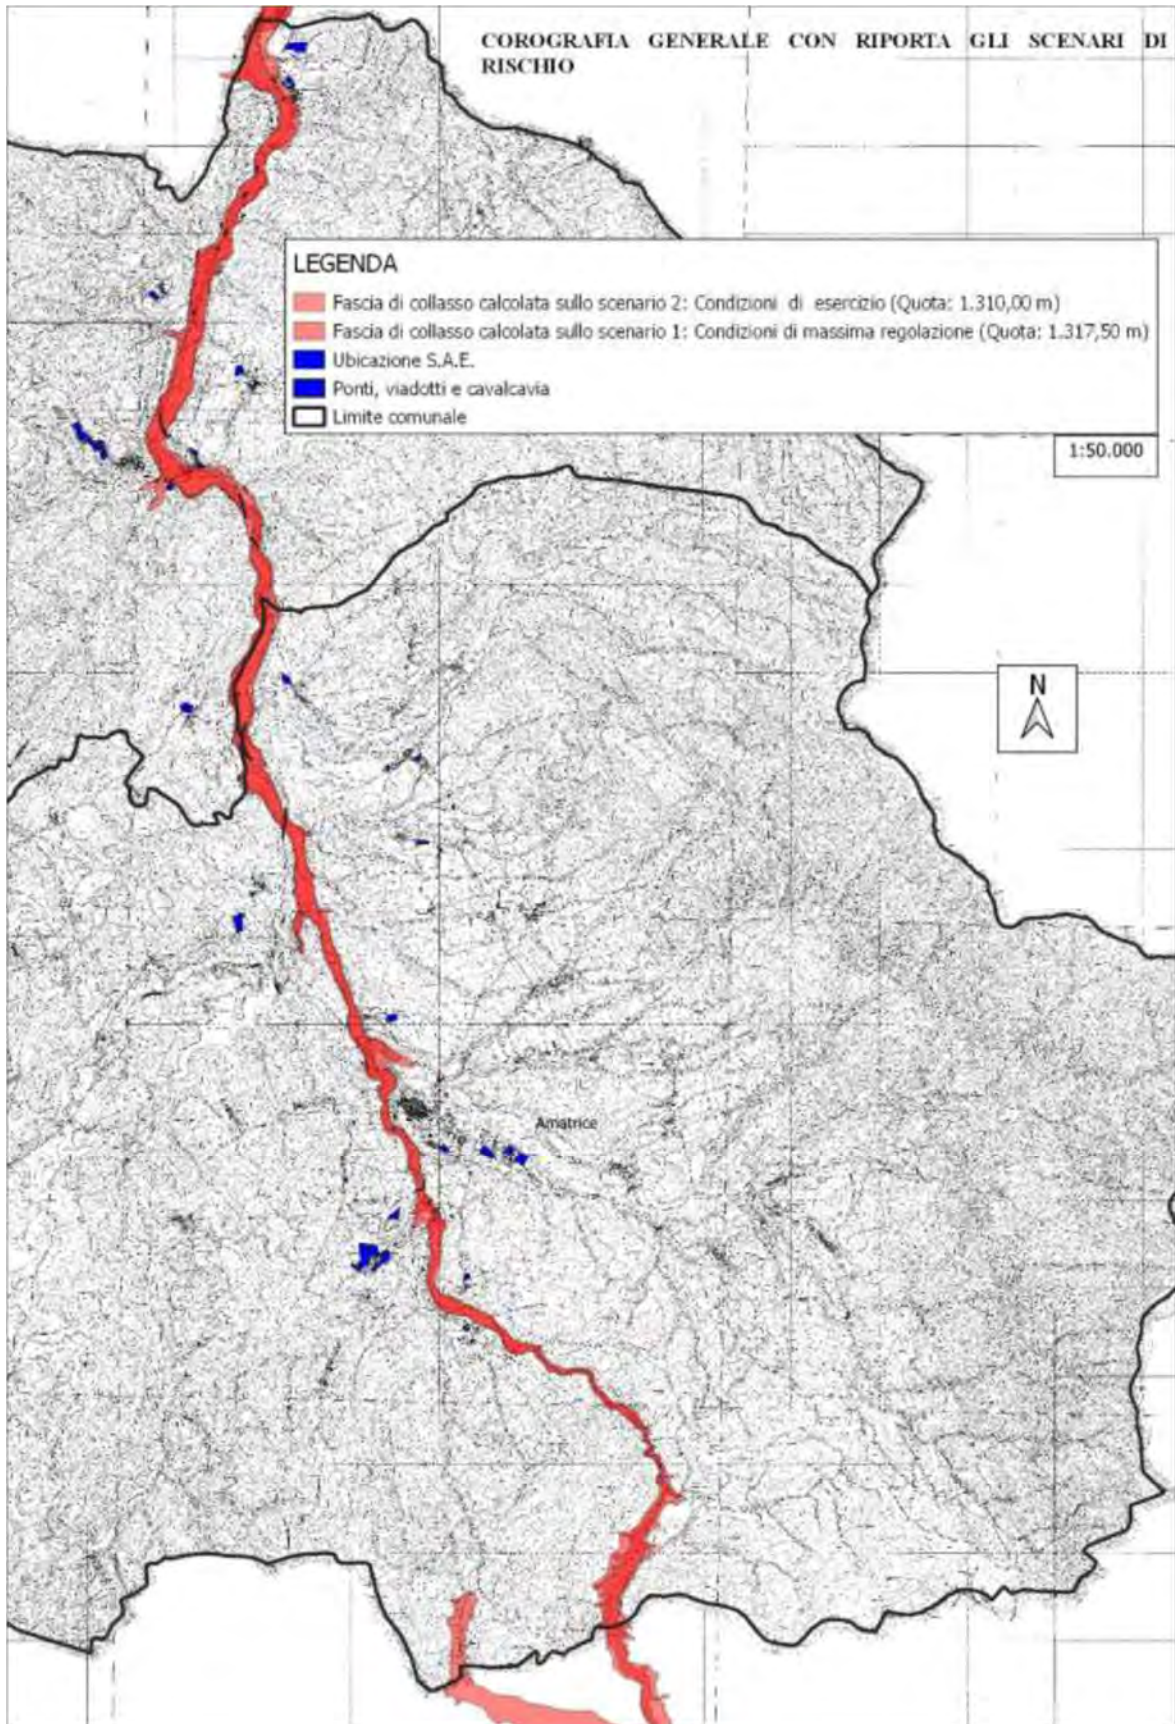 COROGRAFIA GENERALE CON RIPORTA GLI SCENARI DI
RISCHIO
LEGENDA
Fascia di collasso calcolata sullo scenario 2: Condizioni di esercizio (Quota: 1.310,00 m)
Fascia di collasso calcolata sullo scenario 1: Condizioni di massima regolazione (Quota: 1.317,50 m)
Ubicazione S.A.E.
Ponti, viadotti e cavalcavia
Limite comunale
1:50.000
N
Amatrice